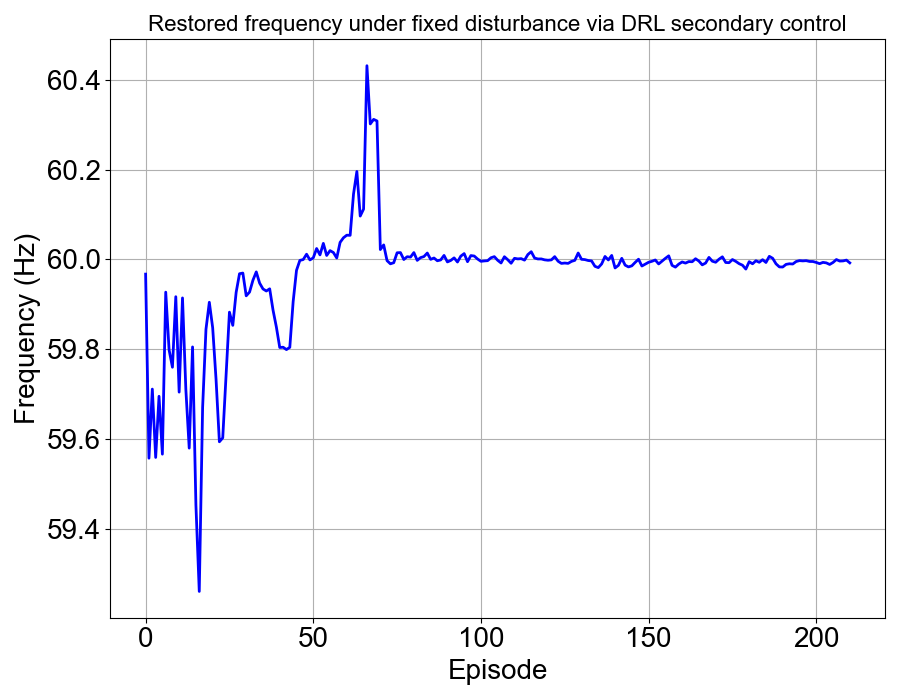 Restored frequency under fixed disturbance via DRL secondary control
60.4
60.2
60.0
59.8
59.6
59.4
Frequency (Hz)
0 50 100 150 200
Episode